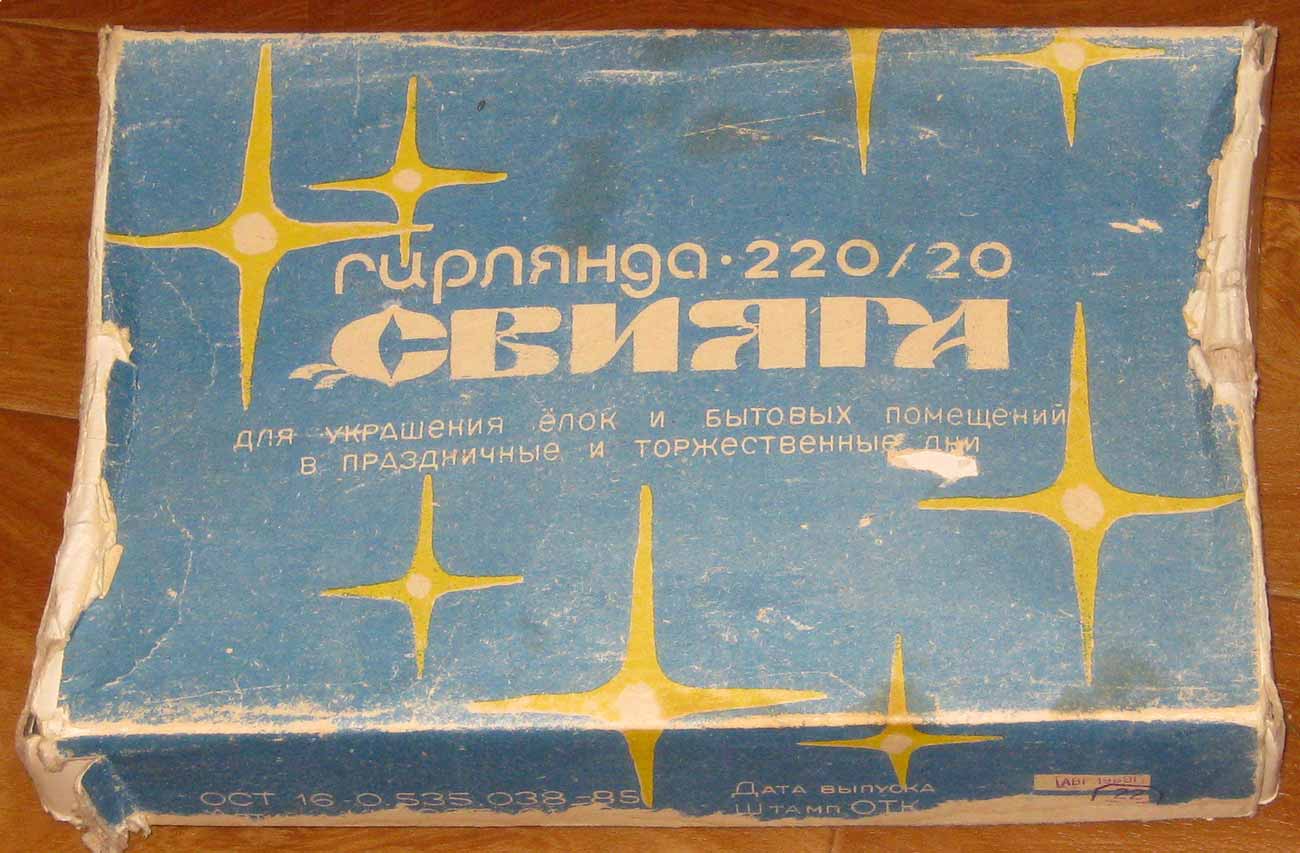 гирлянда · 220/20
СВИЯГА
ДЛЯ УКРАШЕНИЯ ЁЛОК И БЫТОВЫХ ПОМЕЩЕНИЙ
В ПРАЗДНИЧНЫЕ И ТОРЖЕСТВЕННЫЕ ДНИ
ОСТ 16 0.535.038-85
ДАТА ВЫПУСКА
ШТАМП ОТК
АВГ